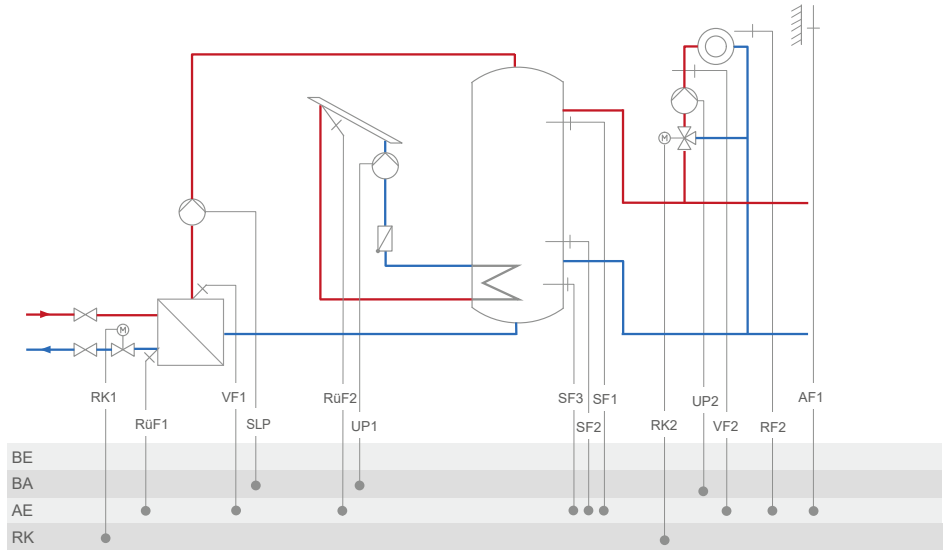 M
M
RK1
VF1
RüF2
SF3
SF1
RK2
UP2
AF1
RüF1
SLP
UP1
SF2
VF2
RF2
BE
BA
AE
RK